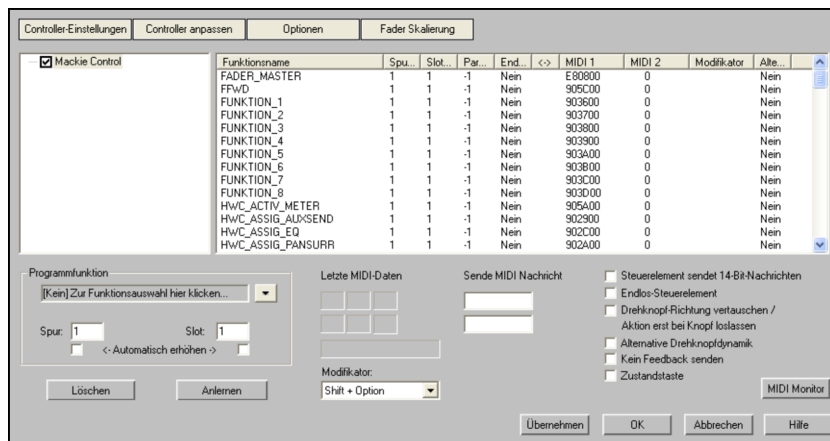 Controller-Einstellungen Controller anpassen Optionen Fader Skalierung
Mackie Control
Funktionsname Spu... Slot... Par... End... <-> MIDI 1 MIDI 2 Modifikator Alte...
FADER_MASTER 1 1 -1 Nein E80800 0 Nein
FFWD 1 1 -1 Nein 905C00 0 Nein
FUNKTION_1 1 1 -1 Nein 903600 0 Nein
FUNKTION_2 1 1 -1 Nein 903700 0 Nein
FUNKTION_3 1 1 -1 Nein 903800 0 Nein
FUNKTION_4 1 1 -1 Nein 903900 0 Nein
FUNKTION_5 1 1 -1 Nein 903A00 0 Nein
FUNKTION_6 1 1 -1 Nein 903B00 0 Nein
FUNKTION_7 1 1 -1 Nein 903C00 0 Nein
FUNKTION_8 1 1 -1 Nein 903D00 0 Nein
HWC_ACTIV_METER 1 1 -1 Nein 905A00 0 Nein
HWC_ASSIG_AUXSEND 1 1 -1 Nein 902900 0 Nein
HWC_ASSIG_EQ 1 1 -1 Nein 902C00 0 Nein
HWC_ASSIG_PANSURR 1 1 -1 Nein 902A00 0 Nein
Programmfunktion
[Kein] Zur Funktionsauswahl hier klicken...
Spur: 1 Slot: 1
<- Automatisch erhöhen ->
Löschen Anlernen
Letzte MIDI-Daten
Modifikator:
Shift + Option
Sende MIDI Nachricht
Steuerelement sendet 14-Bit-Nachrichten
Endlos-Steuerelement
Drehknopf-Richtung vertauschen /
Aktion erst bei Knopf loslassen
Alternative Drehknopfdynamik
Kein Feedback senden
Zustandstaste
MIDI Monitor
Übernehmen OK Abbrechen Hilfe